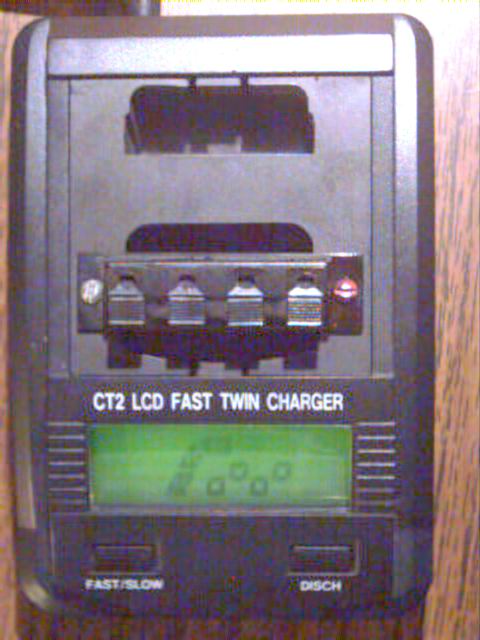 CT2 LCD FAST TWIN CHARGER
FAST/SLOW
DISCH